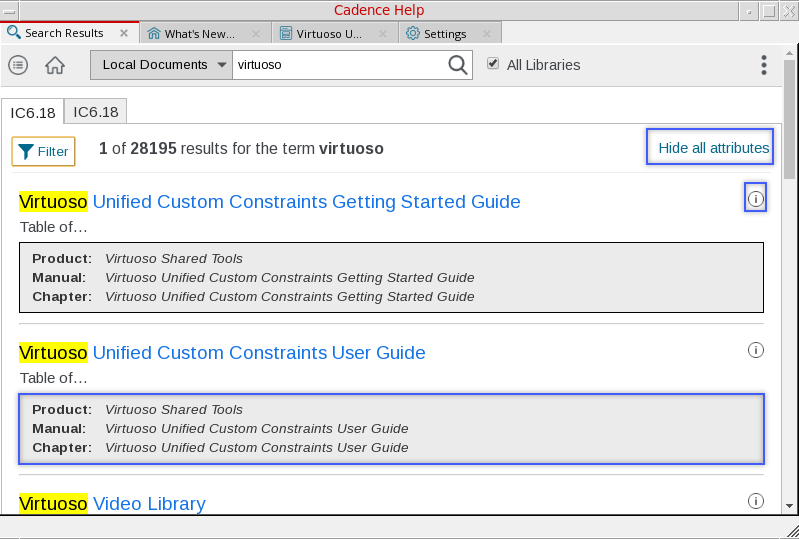 Cadence Help
Search Results
What's New...
Virtuoso U...
Settings
Local Documents
virtuoso
All Libraries
IC6.18
IC6.18
Filter
1 of 28195 results for the term virtuoso
Hide all attributes
Virtuoso Unified Custom Constraints Getting Started Guide
Table of…
Product: Virtuoso Shared Tools
Manual: Virtuoso Unified Custom Constraints Getting Started Guide
Chapter: Virtuoso Unified Custom Constraints Getting Started Guide
Virtuoso Unified Custom Constraints User Guide
Table of…
Product: Virtuoso Shared Tools
Manual: Virtuoso Unified Custom Constraints User Guide
Chapter: Virtuoso Unified Custom Constraints User Guide
Virtuoso Video Library